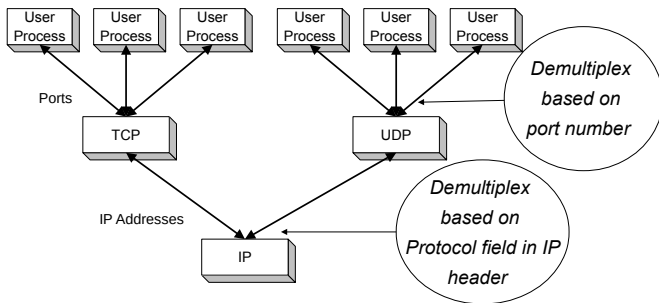 User
Process
User
Process
User
Process
User
Process
User
Process
User
Process
Demultiplex
based on
port number
Ports
TCP
UDP
Demultiplex
based on
Protocol field in IP
header
IP Addresses
IP